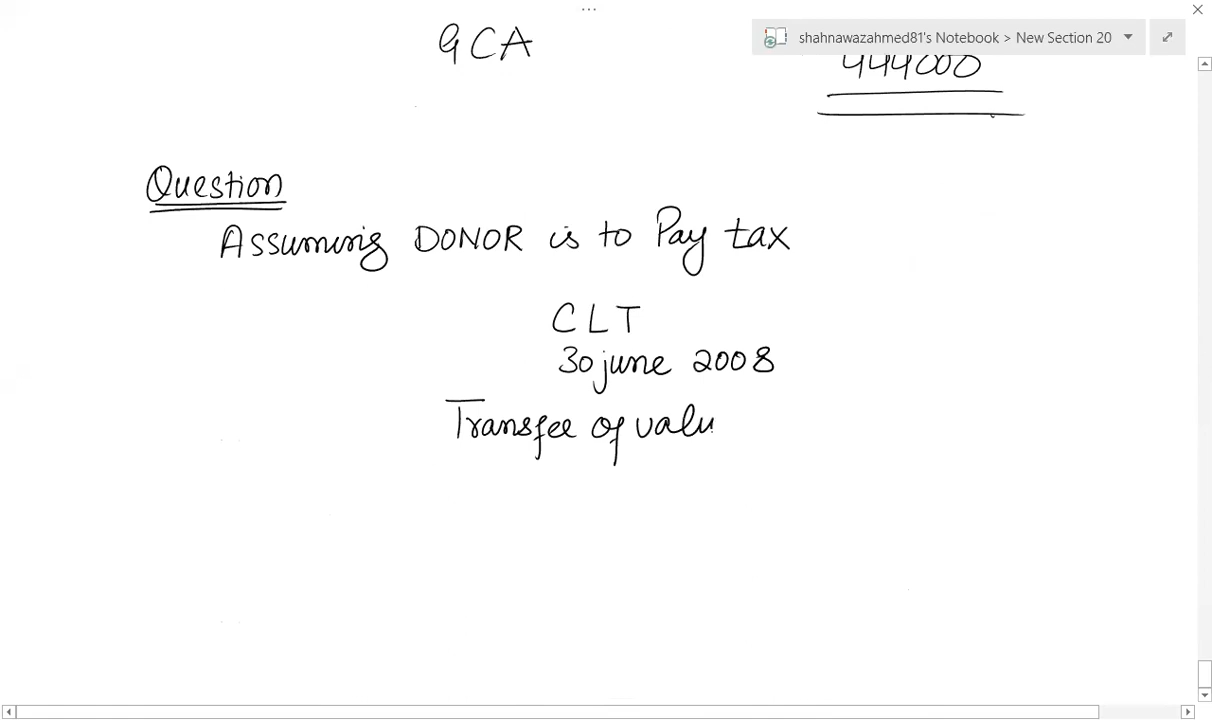 ...
shahnawazahmed81's Notebook > New Section 20
GCA
444000
Question
Assuming DONOR is to Pay tax
CLT
30 june 2008
Transfee of valu